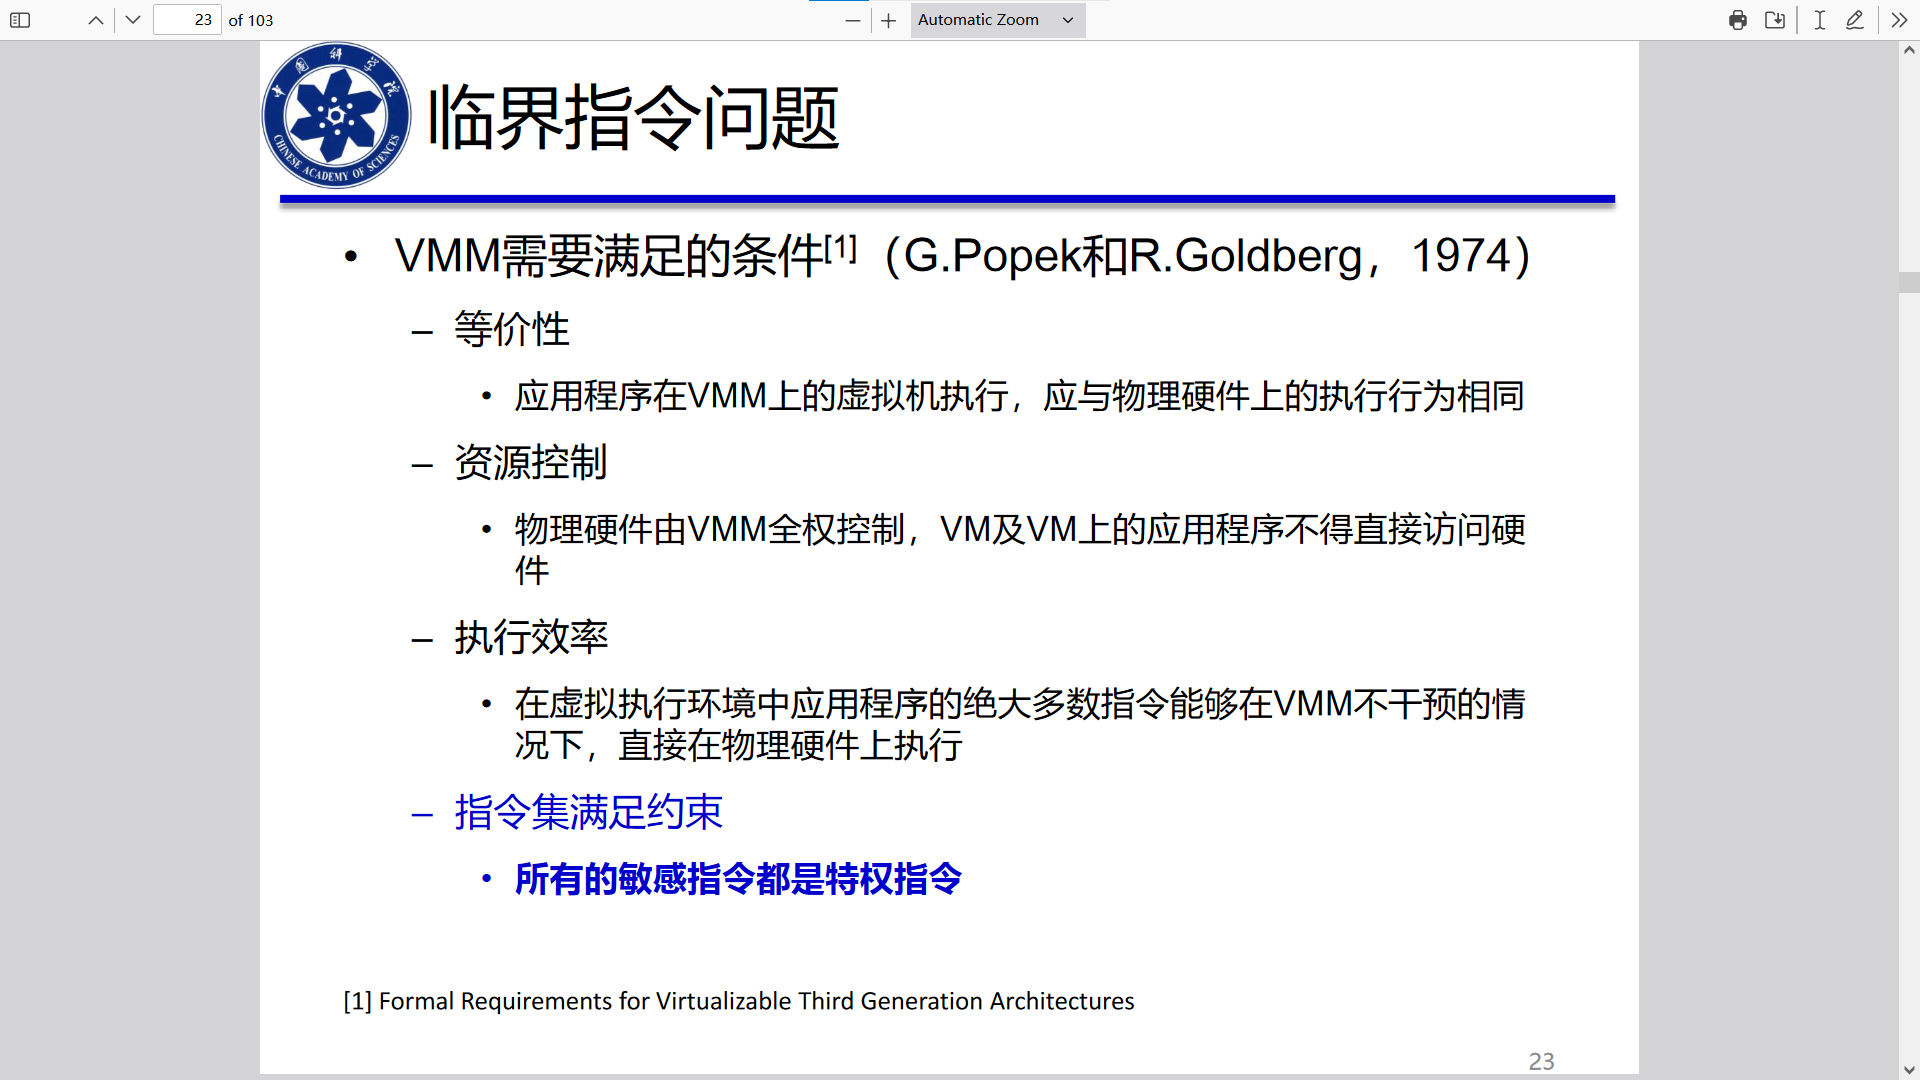 23 of 103
Automatic Zoom
中国科学院
CHINESE ACADEMY OF SCIENCES
临界指令问题
• VMM需要满足的条件[1]（G.Popek和R.Goldberg，1974）
– 等价性
• 应用程序在VMM上的虚拟机执行，应与物理硬件上的执行行为相同
– 资源控制
• 物理硬件由VMM全权控制，VM及VM上的应用程序不得直接访问硬
件
– 执行效率
• 在虚拟执行环境中应用程序的绝大多数指令能够在VMM不干预的情
况下，直接在物理硬件上执行
– 指令集满足约束
• 所有的敏感指令都是特权指令
[1] Formal Requirements for Virtualizable Third Generation Architectures
23